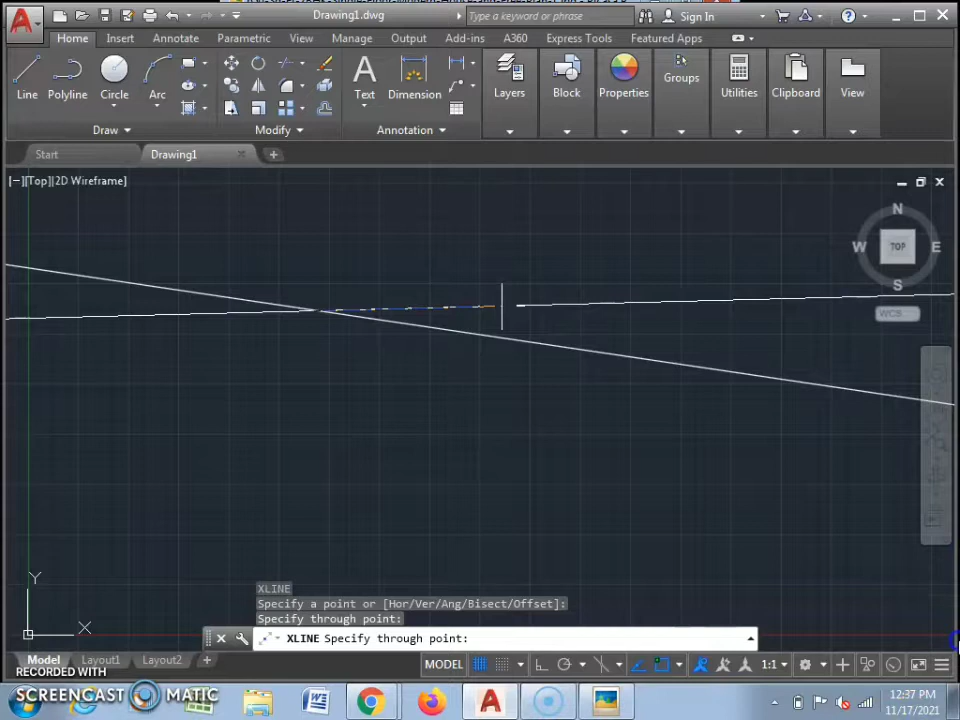 Drawing1.dwg
Type a keyword or phrase
Sign In
Home Insert Annotate Parametric View Manage Output Add-ins A360 Express Tools Featured Apps
Line Polyline Circle Arc Text Dimension Layers Block Properties Groups Utilities Clipboard View
Draw Modify Annotation
Start Drawing1
[−][Top][2D Wireframe]
N
W TOP E
S
WCS
Y
X
XLINE
Specify a point or [Hor/Ver/Ang/Bisect/Offset]:
Specify through point:
XLINE Specify through point:
Model Layout1 Layout2 +
MODEL 1:1
RECORDED WITH
SCREENCAST MATIC
12:37 PM
11/17/2021